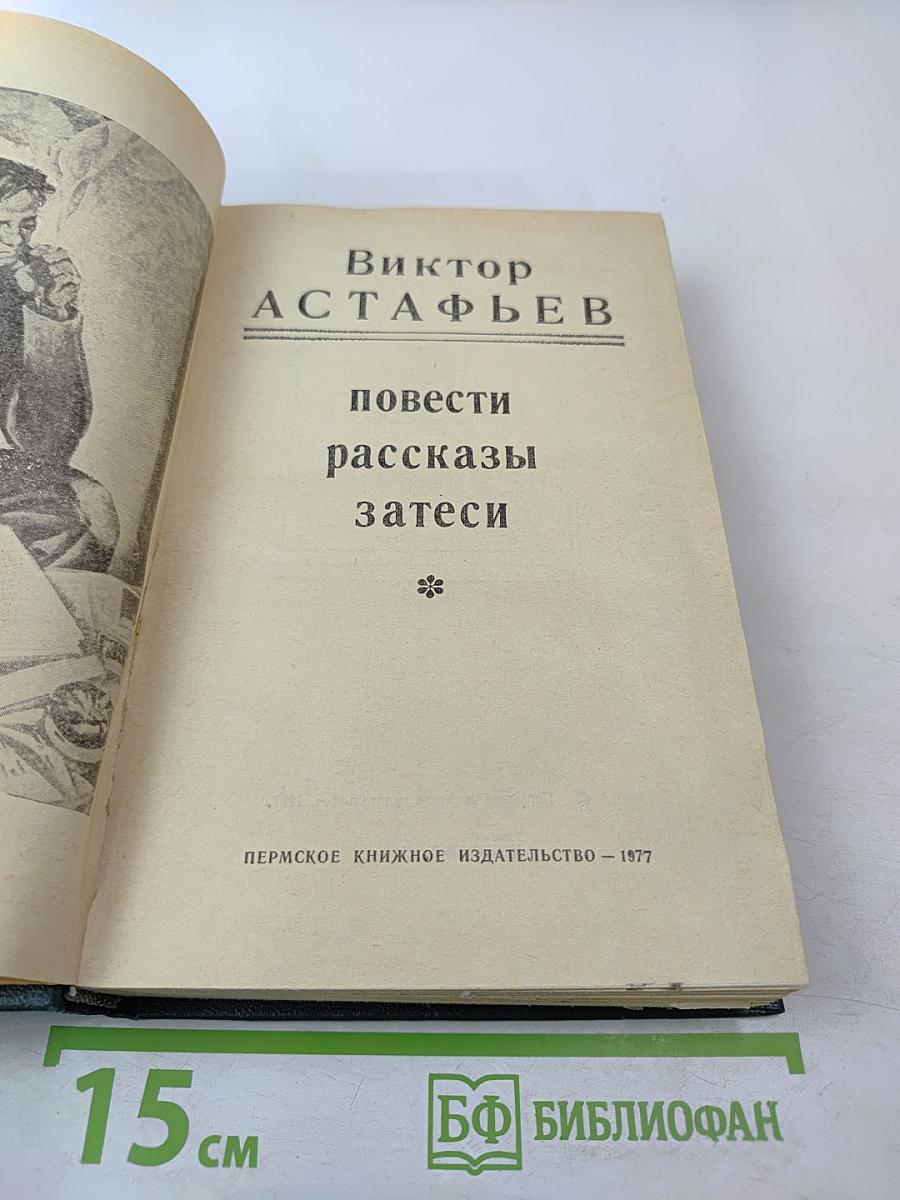 Виктор
АСТАФЬЕВ
повести
рассказы
затеси
ПЕРМСКОЕ КНИЖНОЕ ИЗДАТЕЛЬСТВО — 1977
15 см
БФ БИБЛИОФАН